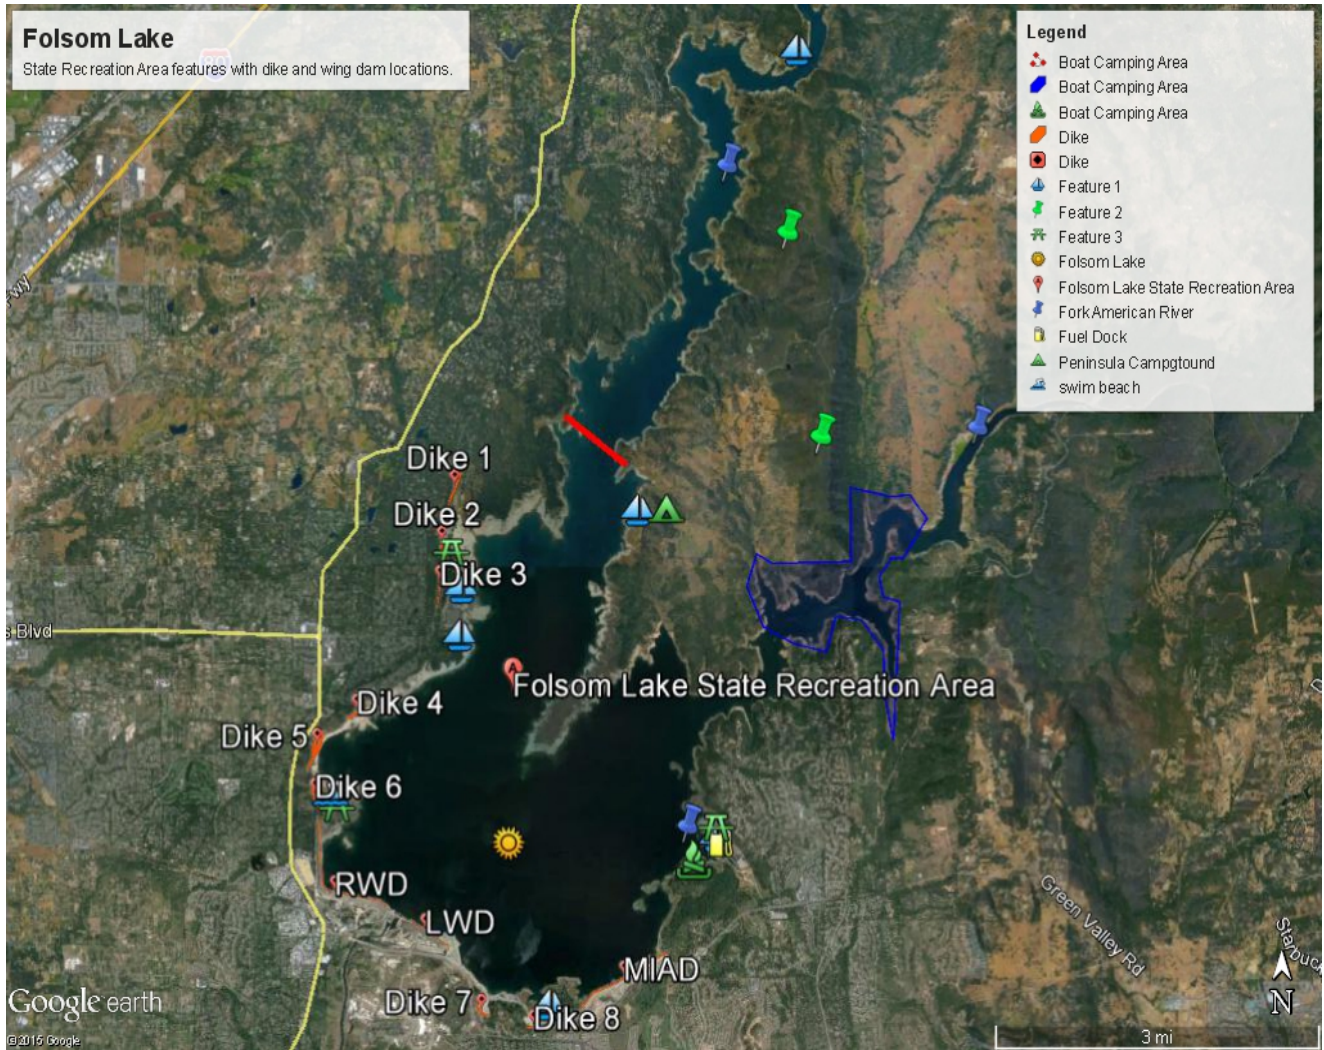 Folsom Lake
State Recreation Area features with dike and wing dam locations.
Legend
Boat Camping Area
Boat Camping Area
Boat Camping Area
Dike
Dike
Feature 1
Feature 2
Feature 3
Folsom Lake
Folsom Lake State Recreation Area
Fork American River
Fuel Dock
Peninsula Campgtound
swim beach
80
Fwy
Dike 1
Dike 2
Dike 3
s Blvd
A
Folsom Lake State Recreation Area
Dike 4
Dike 5
Dike 6
RWD
LWD
MIAD
Dike 7
Dike 8
Green Valley Rd
Starbuck
N
Google earth
©2015 Google
3 mi